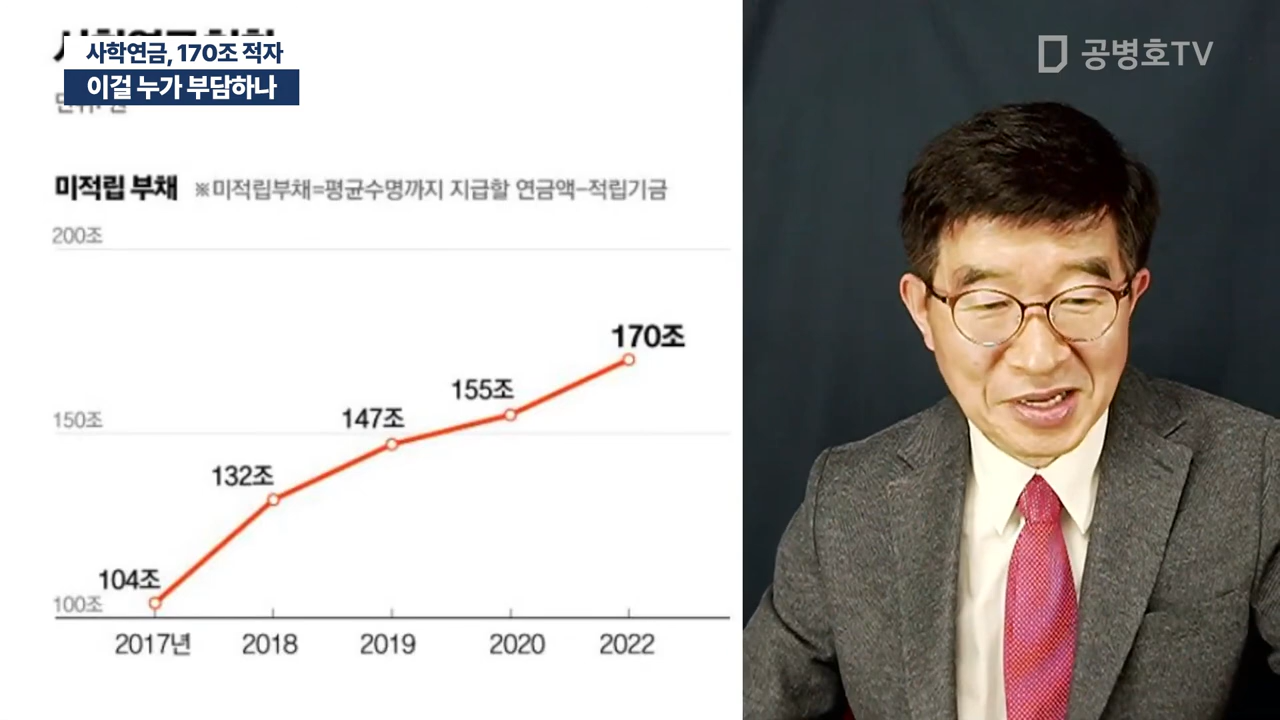 사학연금, 170조 적자
이걸 누가 부담하나
공병호TV
미적립 부채 ※미적립부채=평균수명까지 지급할 연금액-적립기금
200조
170조
155조
150조
147조
132조
104조
100조
2017년 2018 2019 2020 2022